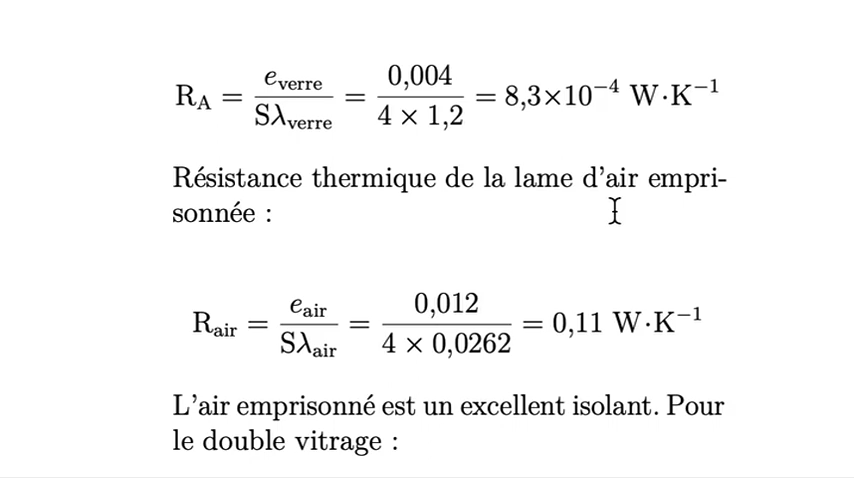 R_A = e_verre / Sλ_verre = 0,004 / 4 × 1,2 = 8,3×10⁻⁴ W·K⁻¹
Résistance thermique de la lame d'air empri-
sonnée :
R_air = e_air / Sλ_air = 0,012 / 4 × 0,0262 = 0,11 W·K⁻¹
L'air emprisonné est un excellent isolant. Pour
le double vitrage :